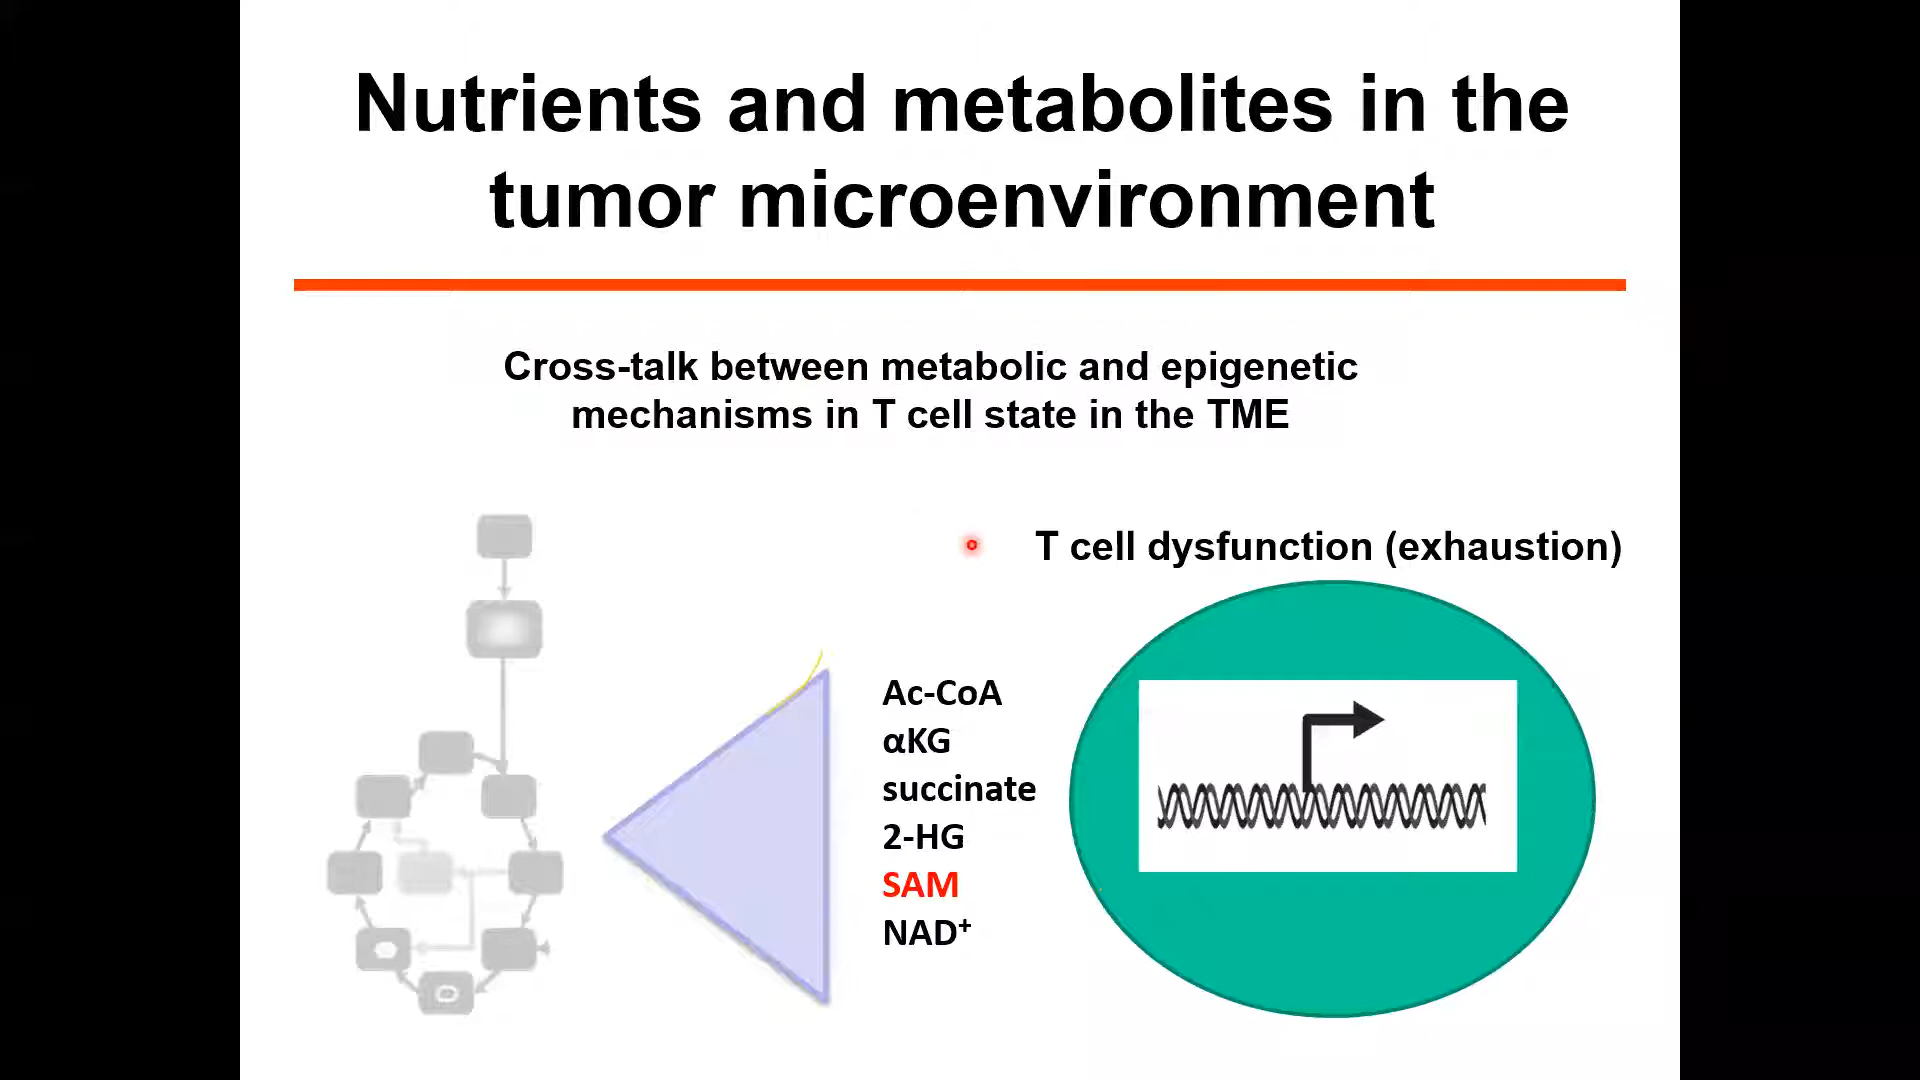 Nutrients and metabolites in the
tumor microenvironment
Cross-talk between metabolic and epigenetic
mechanisms in T cell state in the TME
T cell dysfunction (exhaustion)
Ac-CoA
αKG
succinate
2-HG
SAM
NAD⁺